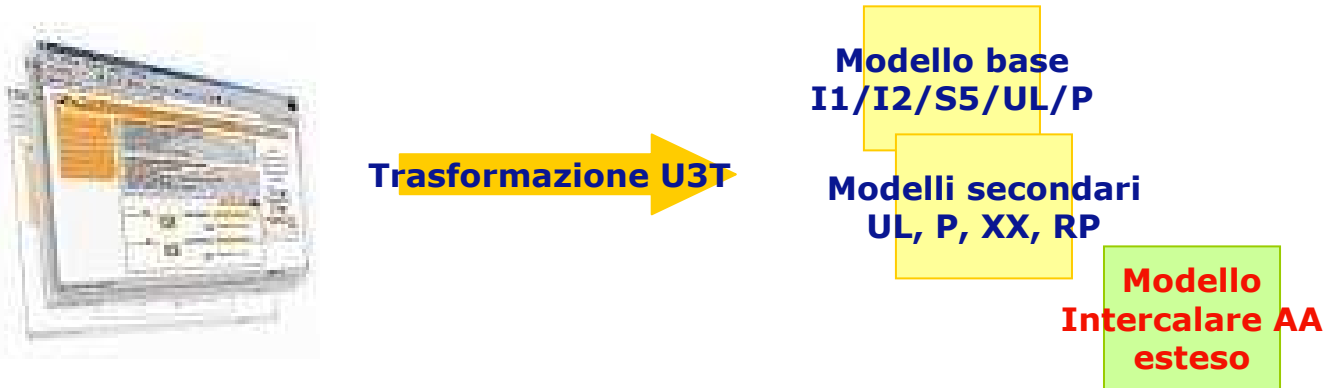 Modello base
I1/I2/S5/UL/P
Trasformazione U3T
Modelli secondari
UL, P, XX, RP
Modello
Intercalare AA
esteso